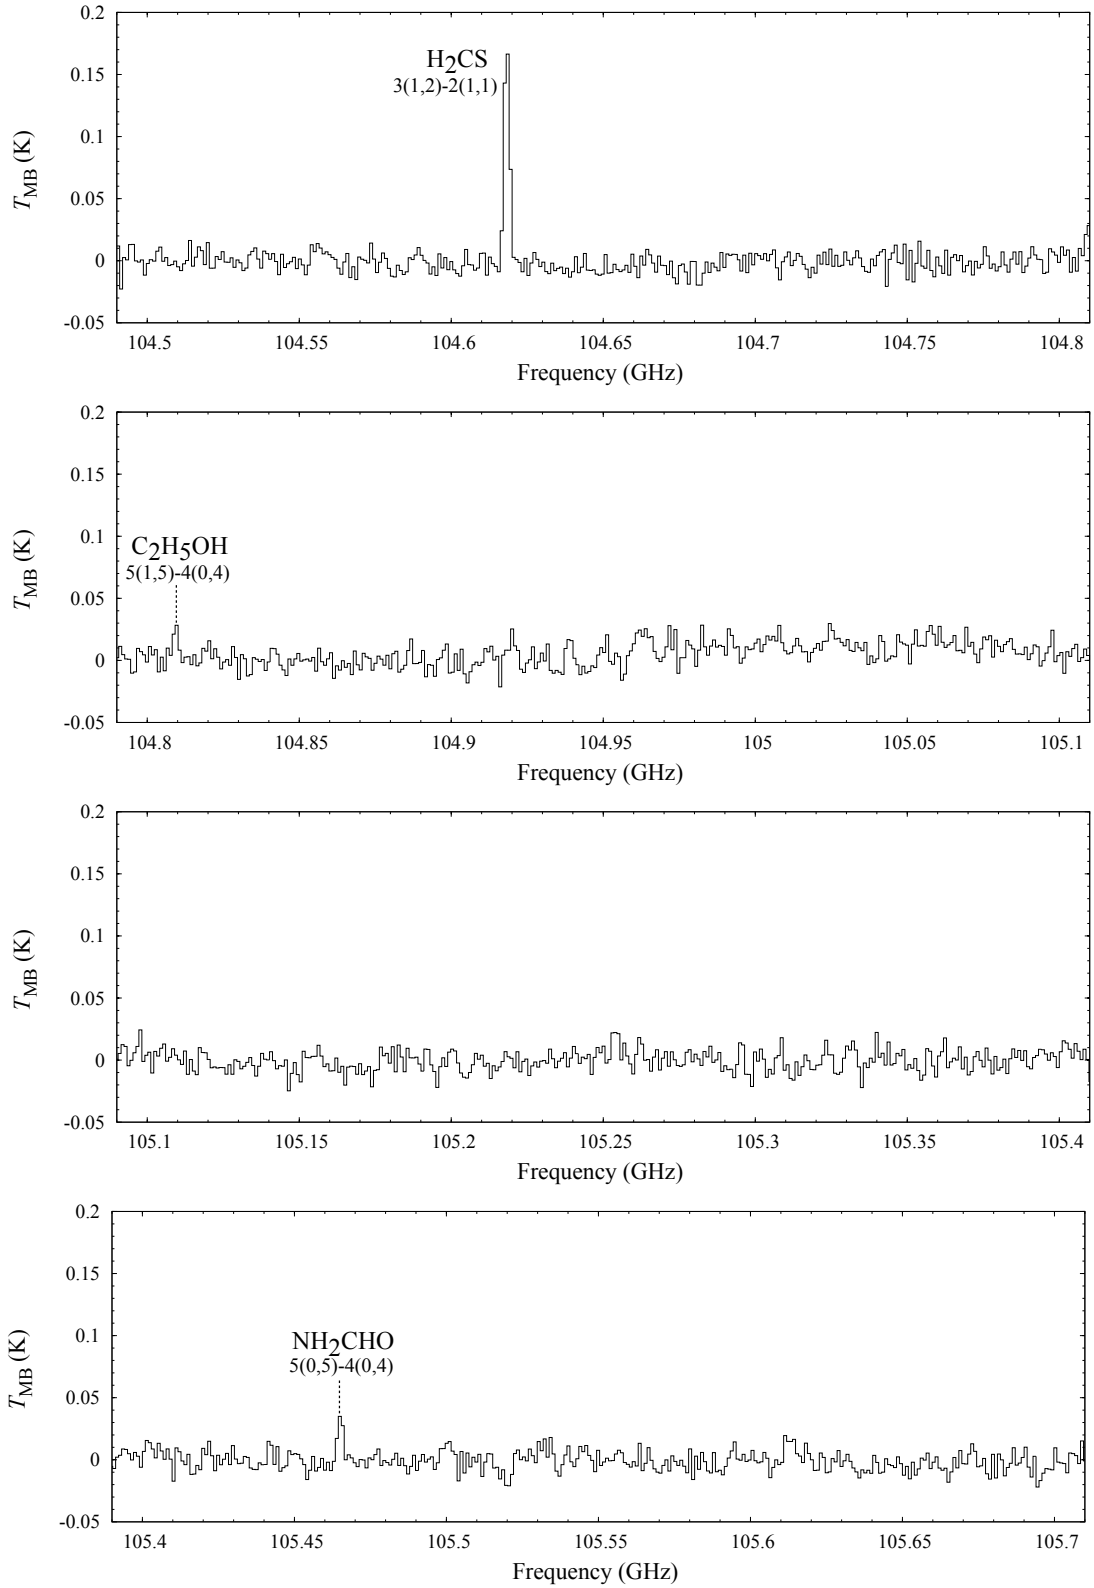 0.2
0.15
0.1
0.05
0
-0.05
T_MB (K)
H2CS
3(1,2)-2(1,1)
104.5 104.55 104.6 104.65 104.7 104.75 104.8
Frequency (GHz)
0.2
0.15
0.1
0.05
0
-0.05
T_MB (K)
C2H5OH
5(1,5)-4(0,4)
104.8 104.85 104.9 104.95 105 105.05 105.1
Frequency (GHz)
0.2
0.15
0.1
0.05
0
-0.05
T_MB (K)
105.1 105.15 105.2 105.25 105.3 105.35 105.4
Frequency (GHz)
0.2
0.15
0.1
0.05
0
-0.05
T_MB (K)
NH2CHO
5(0,5)-4(0,4)
105.4 105.45 105.5 105.55 105.6 105.65 105.7
Frequency (GHz)